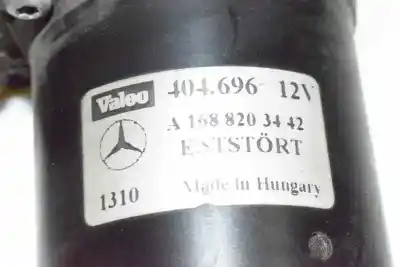 Valeo 404.696 12V
A 168 820 34 42
ENTSTÖRT
1310 Made In Hungary